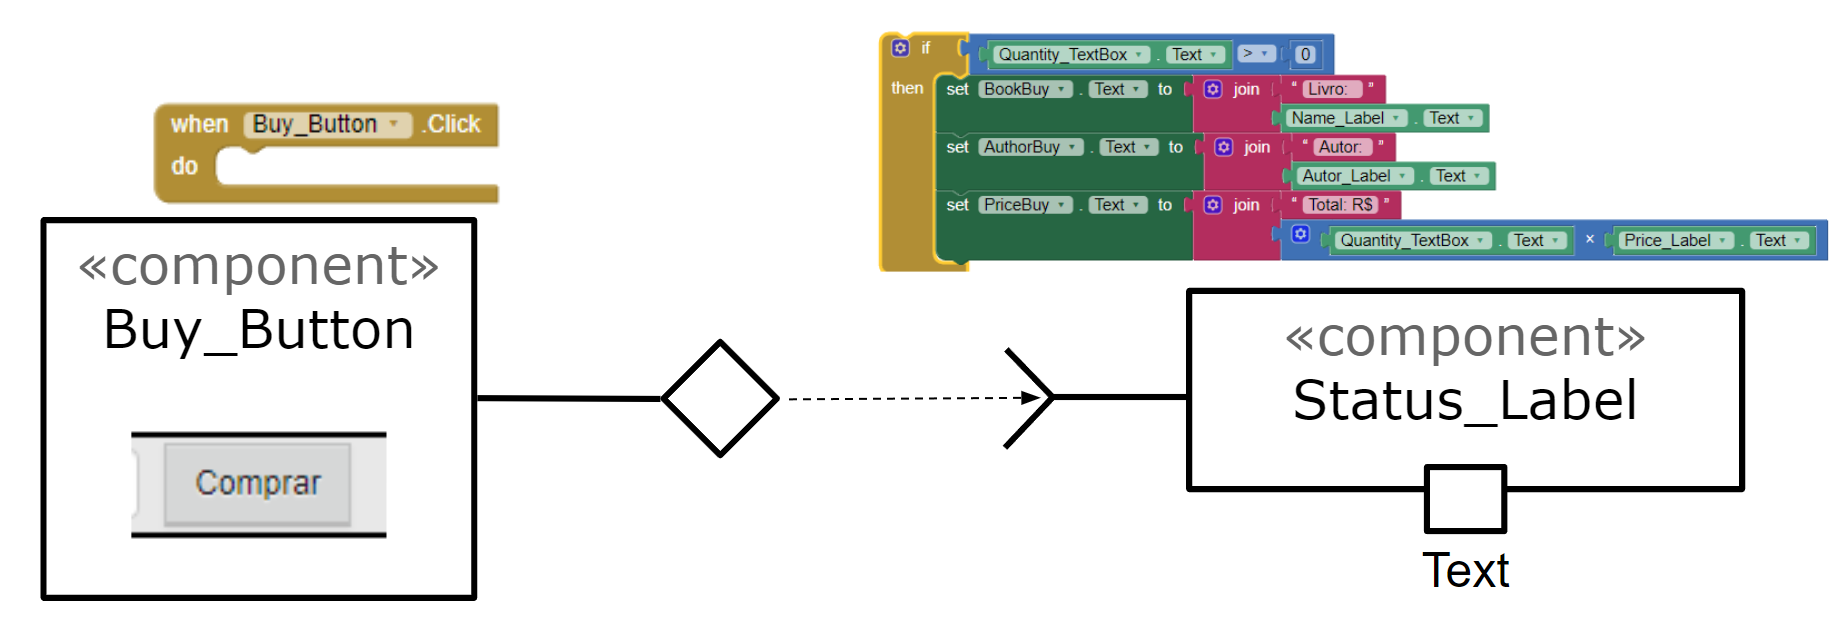 when Buy_Button .Click
do
«component»
Buy_Button
Comprar
if Quantity_TextBox . Text > 0
then set BookBuy . Text to join “ Livro: ”
Name_Label . Text
set AuthorBuy . Text to join “ Autor: ”
Autor_Label . Text
set PriceBuy . Text to join “ Total: R$ ”
Quantity_TextBox . Text × Price_Label . Text
«component»
Status_Label
Text